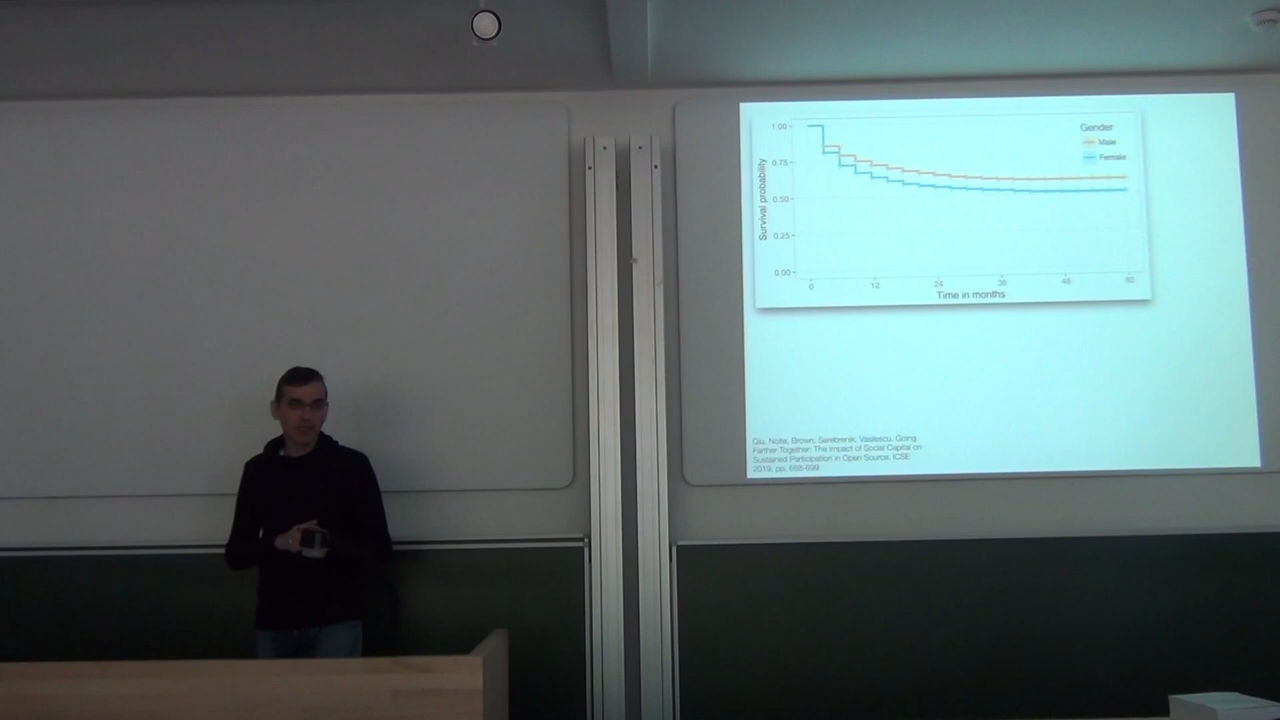 Gender
Male
Female
Survival probability
1.00
0.75
0.50
0.25
0.00
0 12 24 36 48 60
Time in months
Qiu, Nolte, Brown, Serebrenik, Vasilescu. Going
Farther Together: The Impact of Social Capital on
Sustained Participation in Open Source. ICSE
2019, pp. 688-699